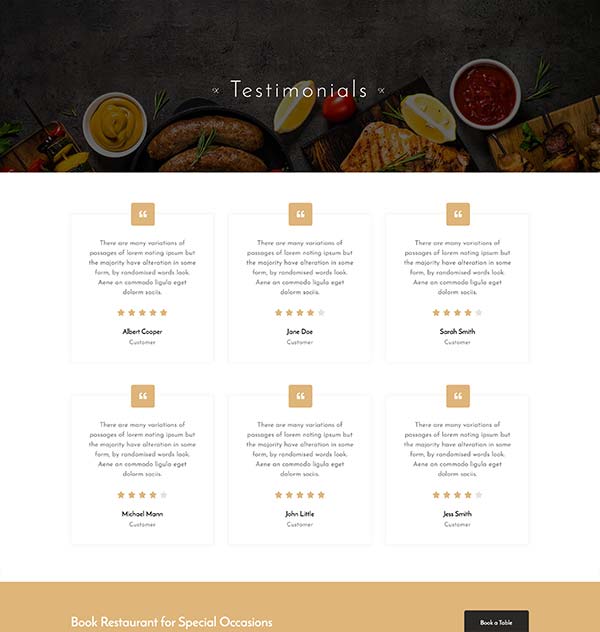 Testimonials
There are many variations of
passages of lorem noting ipsum but
the majority have alteration in some
form, by randomised words look.
Aene an commodo ligula eget
dolorm sociis.
Albert Cooper
Customer
There are many variations of
passages of lorem noting ipsum but
the majority have alteration in some
form, by randomised words look.
Aene an commodo ligula eget
dolorm sociis.
Jane Doe
Customer
There are many variations of
passages of lorem noting ipsum but
the majority have alteration in some
form, by randomised words look.
Aene an commodo ligula eget
dolorm sociis.
Sarah Smith
Customer
There are many variations of
passages of lorem noting ipsum but
the majority have alteration in some
form, by randomised words look.
Aene an commodo ligula eget
dolorm sociis.
Michael Mann
Customer
There are many variations of
passages of lorem noting ipsum but
the majority have alteration in some
form, by randomised words look.
Aene an commodo ligula eget
dolorm sociis.
John Little
Customer
There are many variations of
passages of lorem noting ipsum but
the majority have alteration in some
form, by randomised words look.
Aene an commodo ligula eget
dolorm sociis.
Jess Smith
Customer
Book Restaurant for Special Occasions
Book a Table